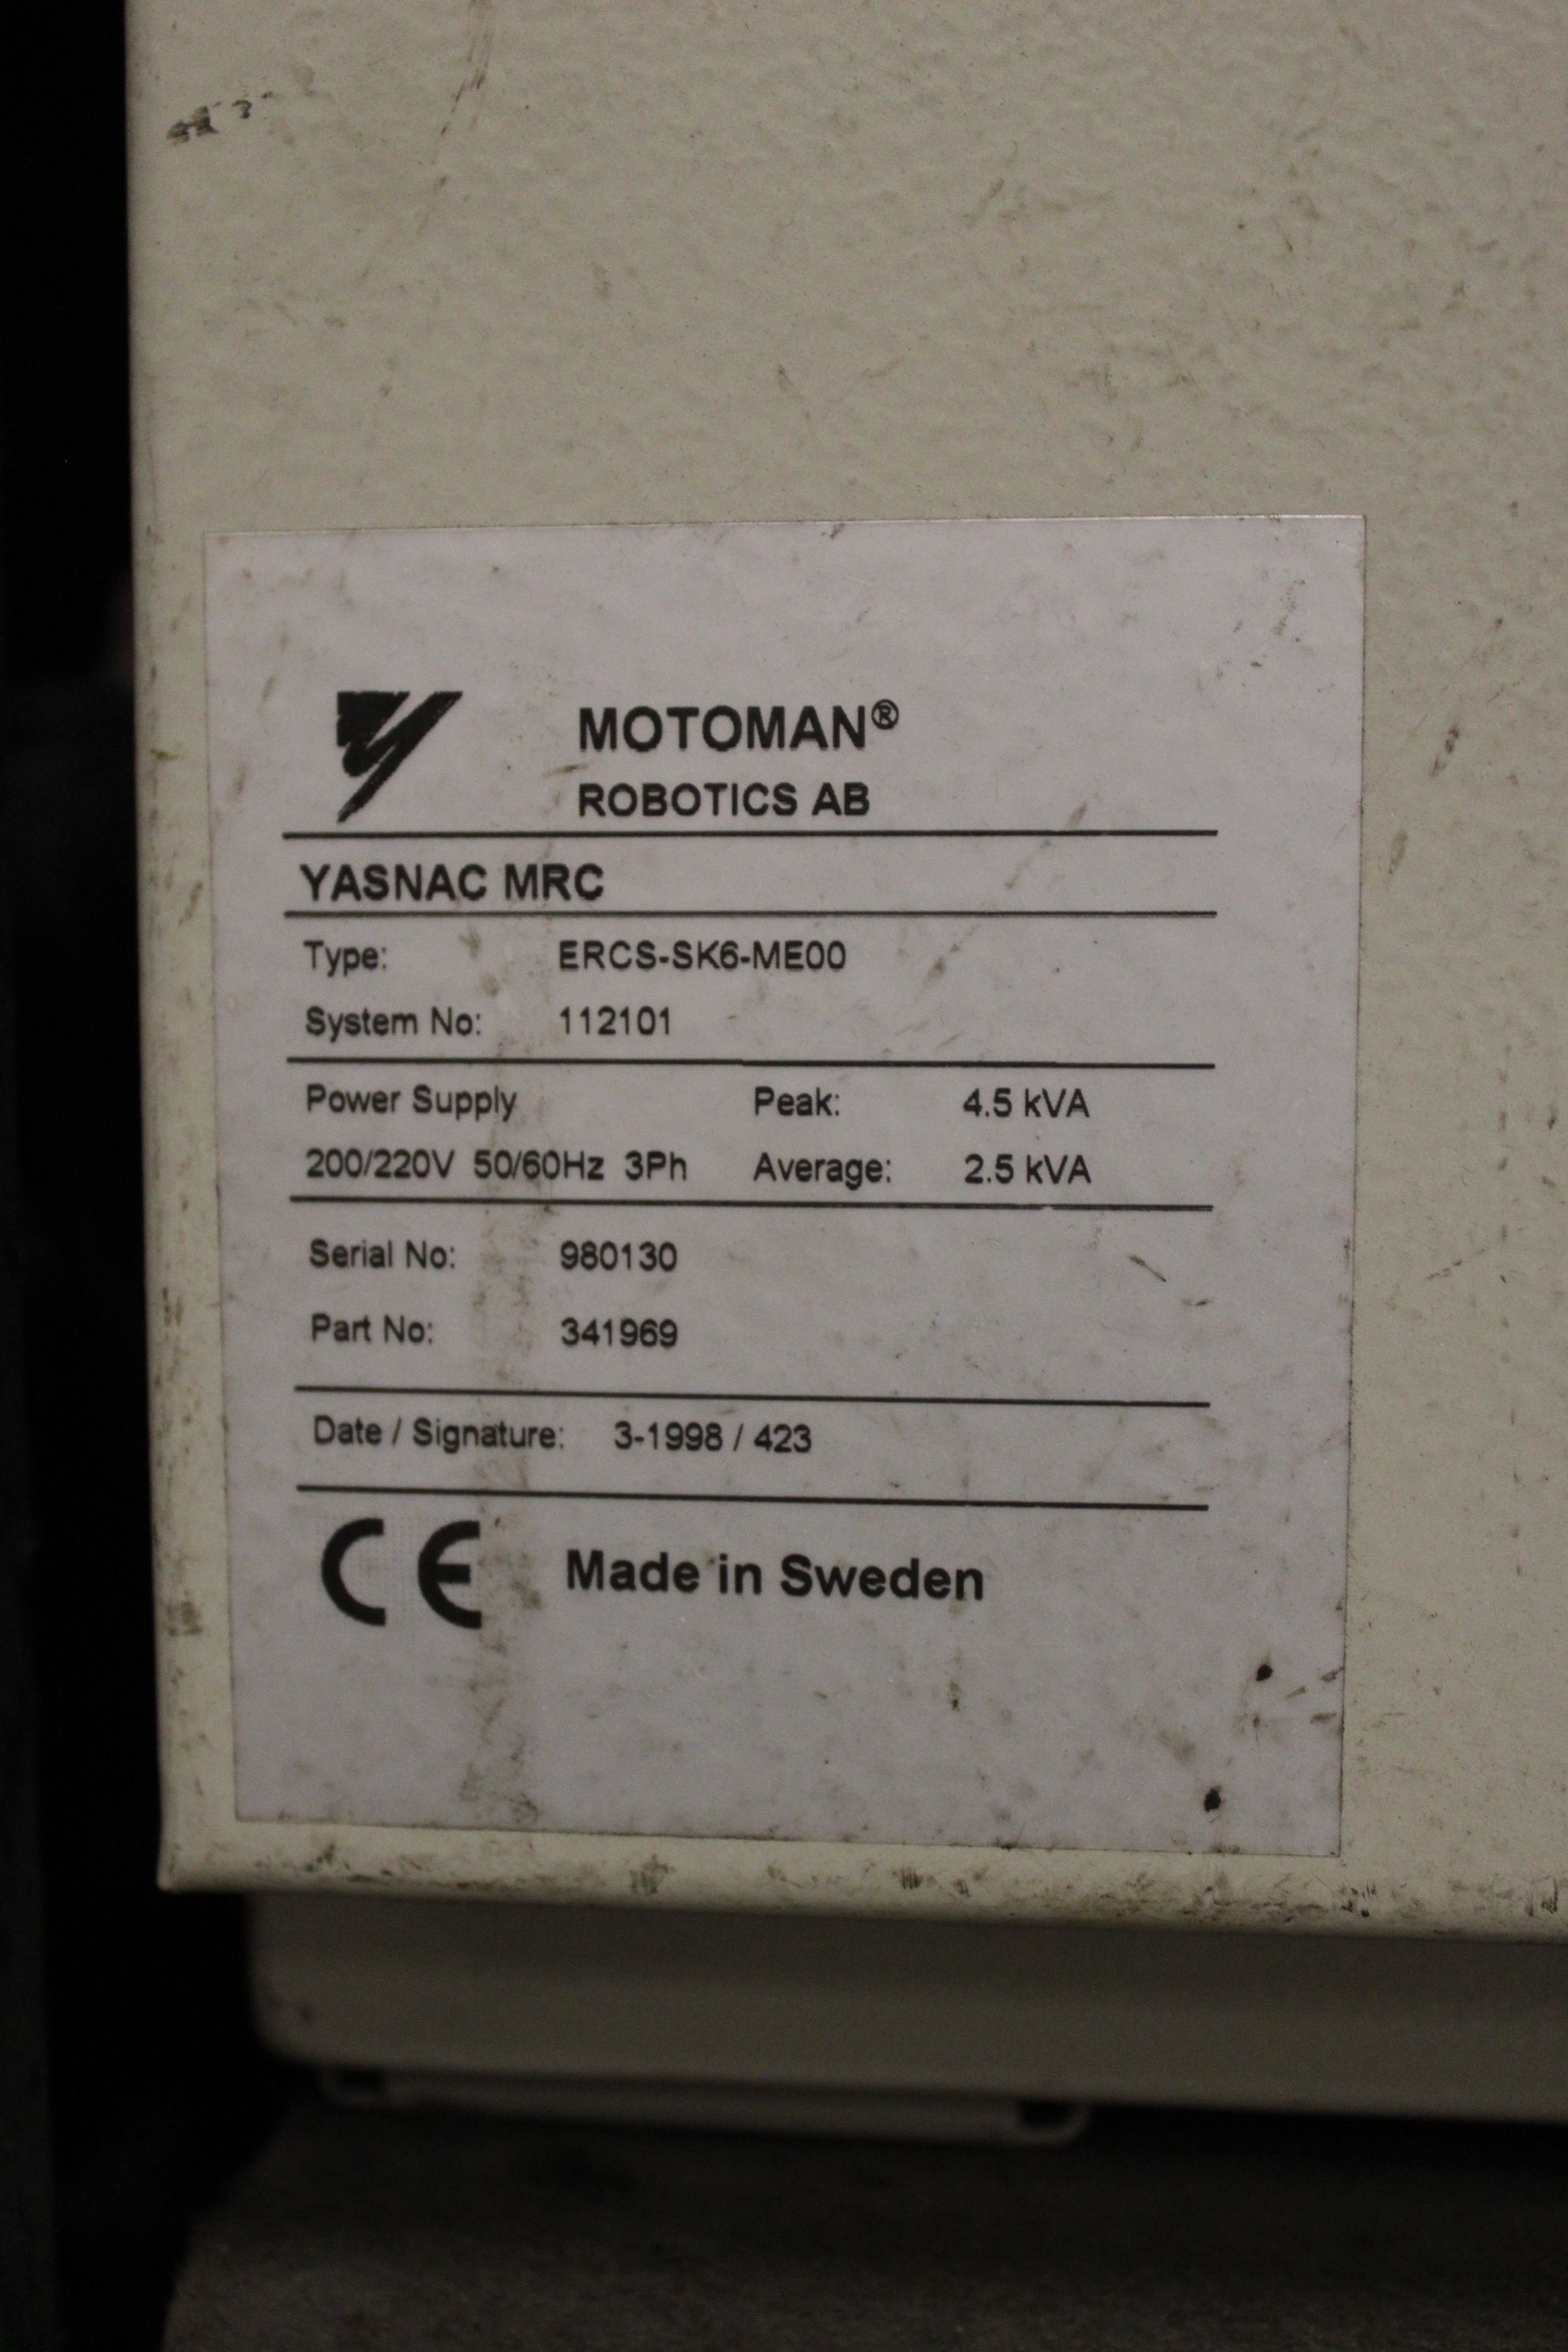 MOTOMAN®
ROBOTICS AB
YASNAC MRC
Type: ERCS-SK6-ME00
System No: 112101
Power Supply Peak: 4.5 kVA
200/220V 50/60Hz 3Ph Average: 2.5 kVA
Serial No: 980130
Part No: 341969
Date / Signature: 3-1998 / 423
CE Made in Sweden